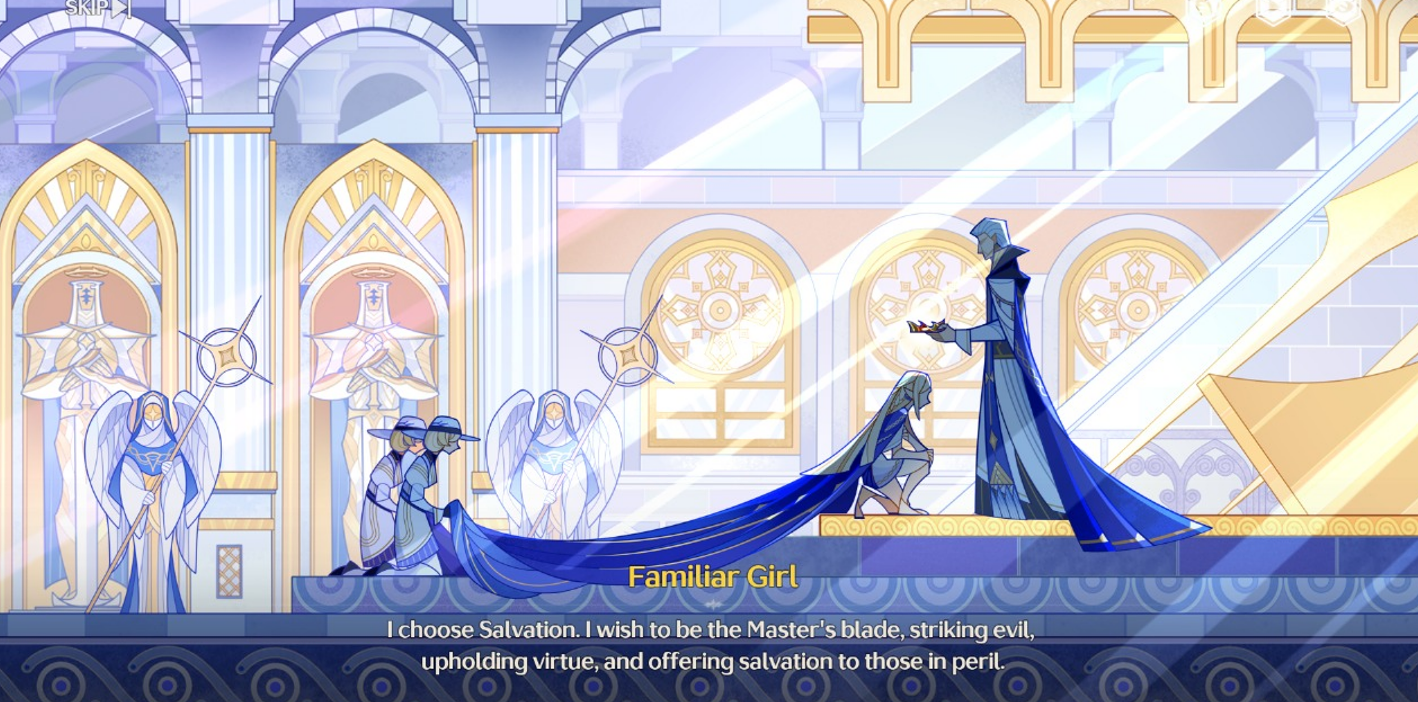 SKIP
Familiar Girl
I choose Salvation. I wish to be the Master's blade, striking evil,
upholding virtue, and offering salvation to those in peril.